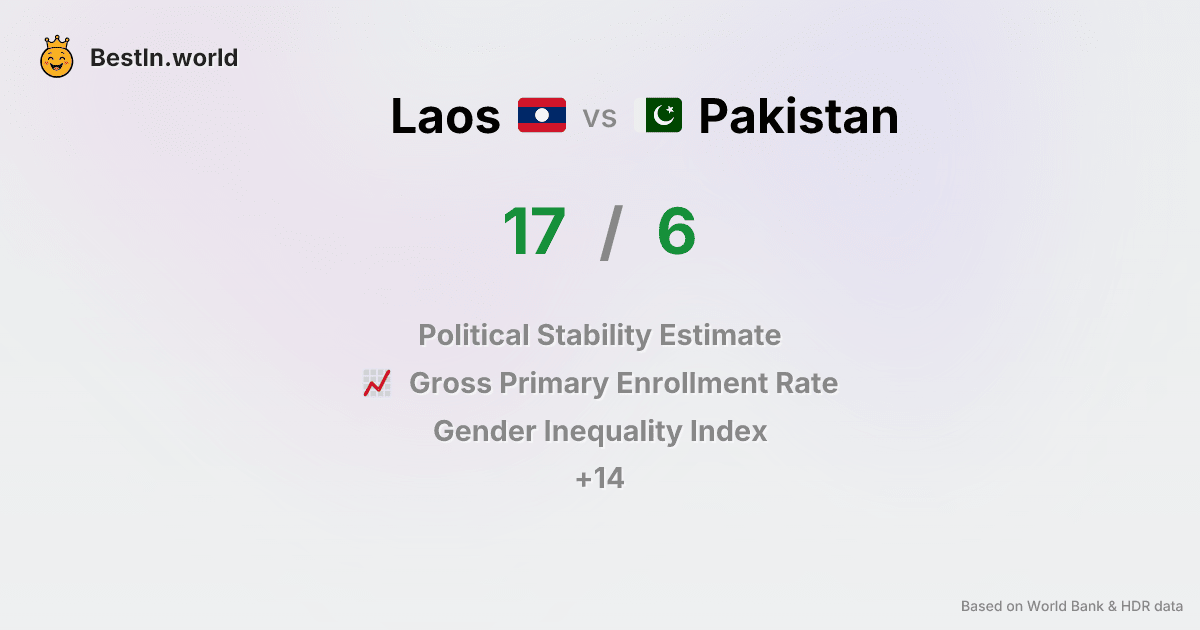 BestIn.world
Laos vs Pakistan
17 / 6
Political Stability Estimate
Gross Primary Enrollment Rate
Gender Inequality Index
+14
Based on World Bank & HDR data